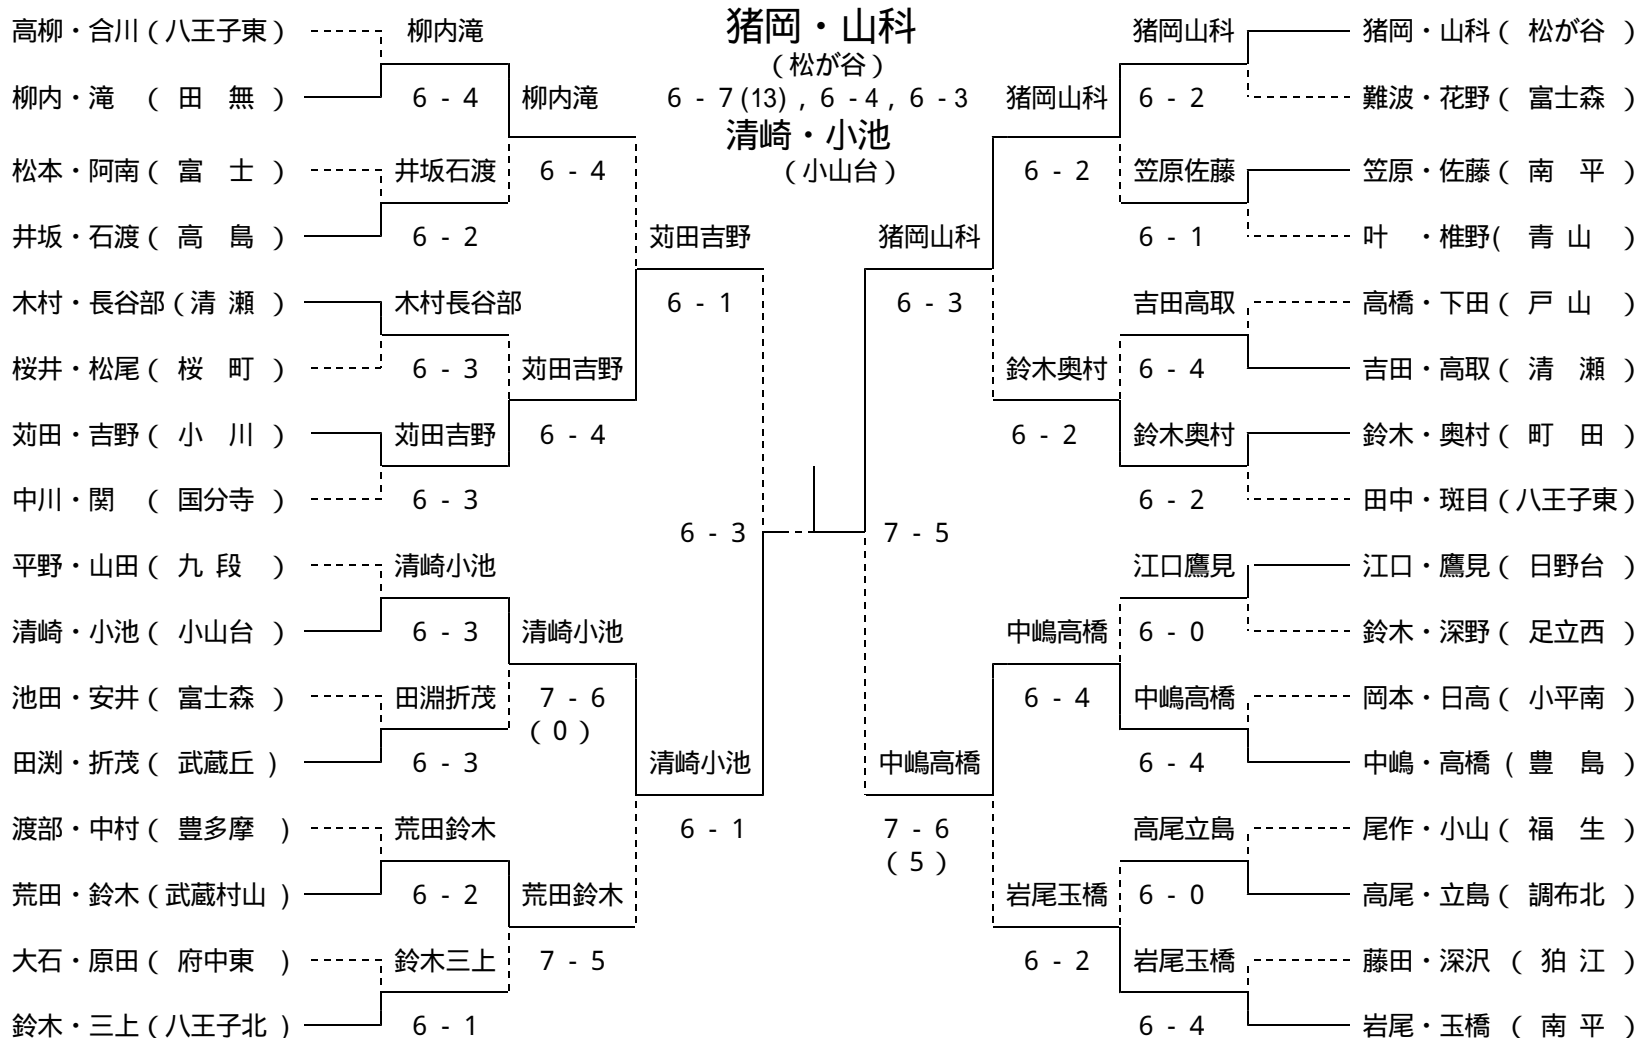 高柳・合川(八王子東) 柳内滝 猪岡・山科 猪岡山科 猪岡・山科( 松が谷 )
(松が谷)
柳内・滝 ( 田 無 ) 6 - 4 柳内滝 6 - 7 (13) , 6 - 4 , 6 - 3 猪岡山科 6 - 2 難波・花野( 富士森 )
清崎・小池
松本・阿南( 富 士 ) 井坂石渡 6 - 4 (小山台) 6 - 2 笠原佐藤 笠原・佐藤( 南 平 )
井坂・石渡( 高 島 ) 6 - 2 苅田吉野 猪岡山科 6 - 1 叶 ・椎野( 青 山 )
木村・長谷部(清 瀬 ) 木村長谷部 6 - 1 6 - 3 吉田高取 高橋・下田( 戸 山 )
桜井・松尾( 桜 町 ) 6 - 3 苅田吉野 鈴木奥村 6 - 4 吉田・高取( 清 瀬 )
苅田・吉野( 小 川 ) 苅田吉野 6 - 4 6 - 2 鈴木奥村 鈴木・奥村( 町 田 )
中川・関 ( 国分寺 ) 6 - 3 6 - 2 田中・斑目(八王子東)
6 - 3 7 - 5
平野・山田( 九 段 ) 清崎小池 江口鷹見 江口・鷹見( 日野台 )
清崎・小池( 小山台 ) 6 - 3 清崎小池 中嶋高橋 6 - 0 鈴木・深野( 足立西 )
池田・安井( 富士森 ) 田淵折茂 7 - 6 6 - 4 中嶋高橋 岡本・日高( 小平南 )
( 0 )
田渕・折茂( 武蔵丘 ) 6 - 3 清崎小池 中嶋高橋 6 - 4 中嶋・高橋( 豊 島 )
渡部・中村( 豊多摩 ) 荒田鈴木 6 - 1 7 - 6 高尾立島 尾作・小山( 福 生 )
( 5 )
荒田・鈴木(武蔵村山 ) 6 - 2 荒田鈴木 岩尾玉橋 6 - 0 高尾・立島( 調布北 )
大石・原田( 府中東 ) 鈴木三上 7 - 5 6 - 2 岩尾玉橋 藤田・深沢 ( 狛 江 )
鈴木・三上(八王子北 ) 6 - 1 6 - 4 岩尾・玉橋 ( 南 平 )